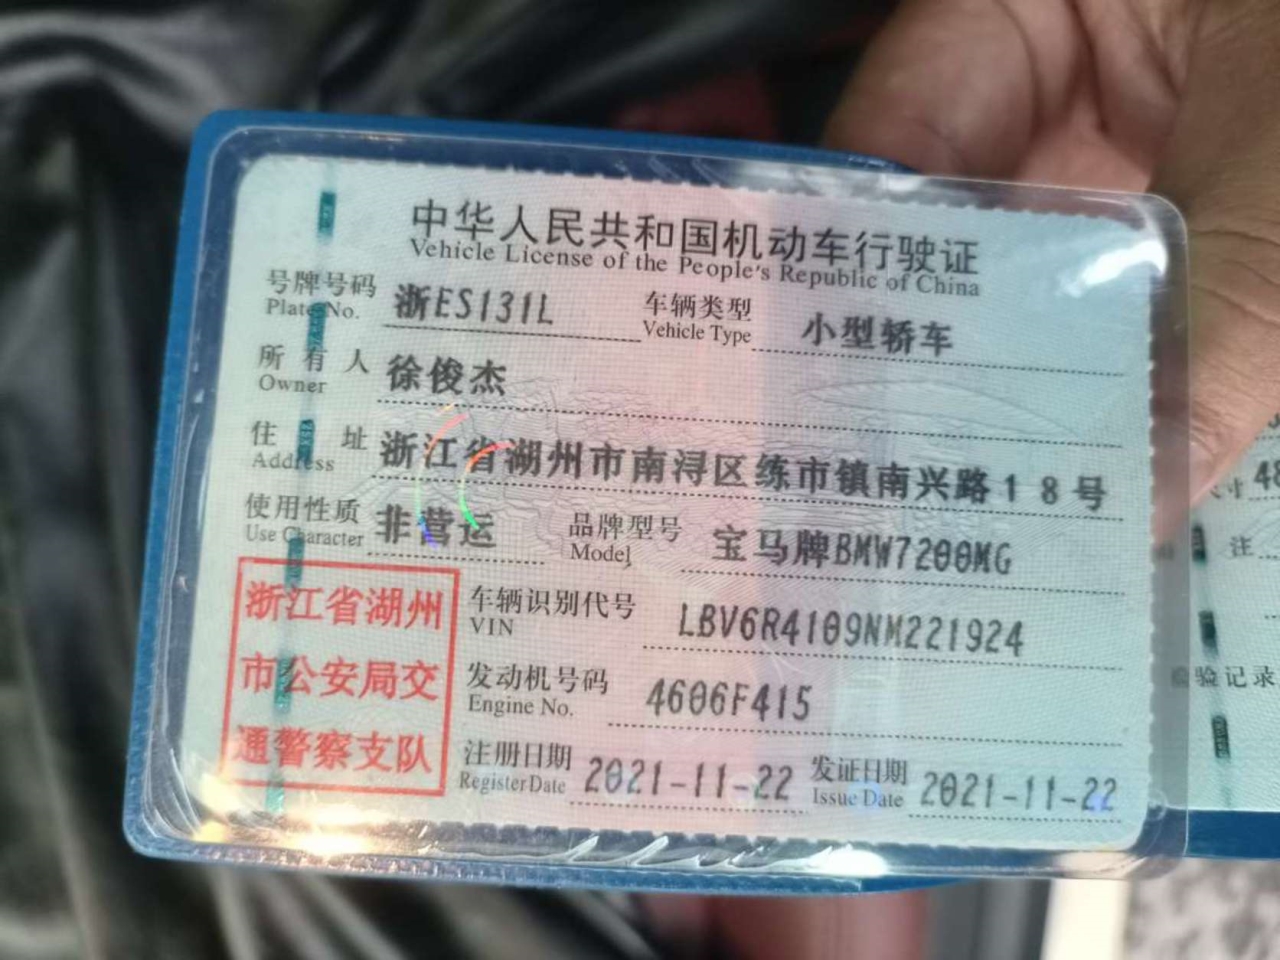 中华人民共和国机动车行驶证
Vehicle License of the People's Republic of China
号牌号码 浙ES131L 车辆类型 小型轿车
Plate No. Vehicle Type
所有人 徐俊杰
Owner
住址 浙江省湖州市南浔区练市镇南兴路18号
Address
使用性质 非营运 品牌型号 宝马牌BMW7200MG
Use Character Model
浙江省湖州
市公安局交
通警察支队
车辆识别代号 LBV6R4109NM221924
VIN
发动机号码 4606F415
Engine No.
注册日期 2021-11-22 发证日期 2021-11-22
Register Date Issue Date
注
验记录